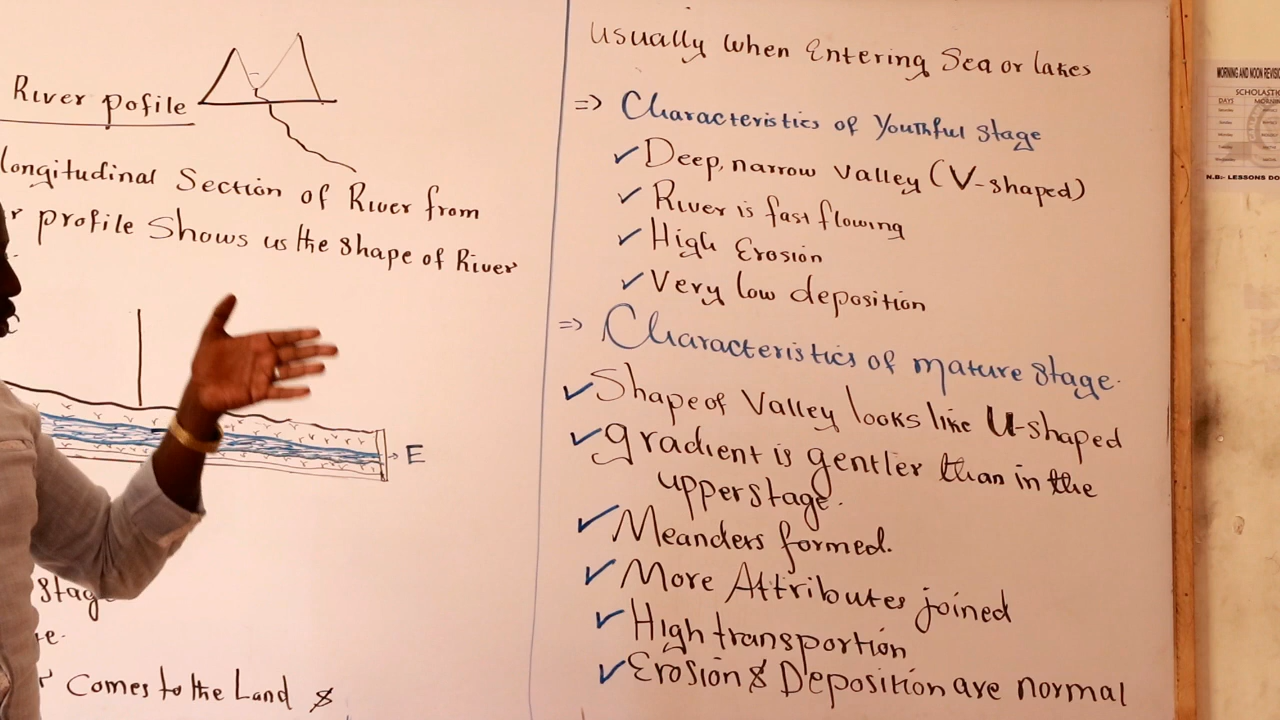 River pofile
longitudinal Section of River from
r profile Shows us the shape of River
E
stage
e.
r Comes to the Land &
Usually When Entering Sea or lakes
=> Characteristics of Youthful stage
✓ Deep, narrow Valley (V-shaped)
✓ River is fast flowing
✓ High Erosion
✓ Very low deposition
=> Characteristics of mature stage.
✓ Shape of Valley looks like U-shaped
✓ gradient is gentler than in the
upper stage.
✓ Meanders formed.
✓ More Attributes joined
✓ High transportion
✓ Erosion & Deposition are normal
MORNING AND NOON REVISI
SCHOLASTI
DAYS MORNIN
N.B:- LESSONS DO